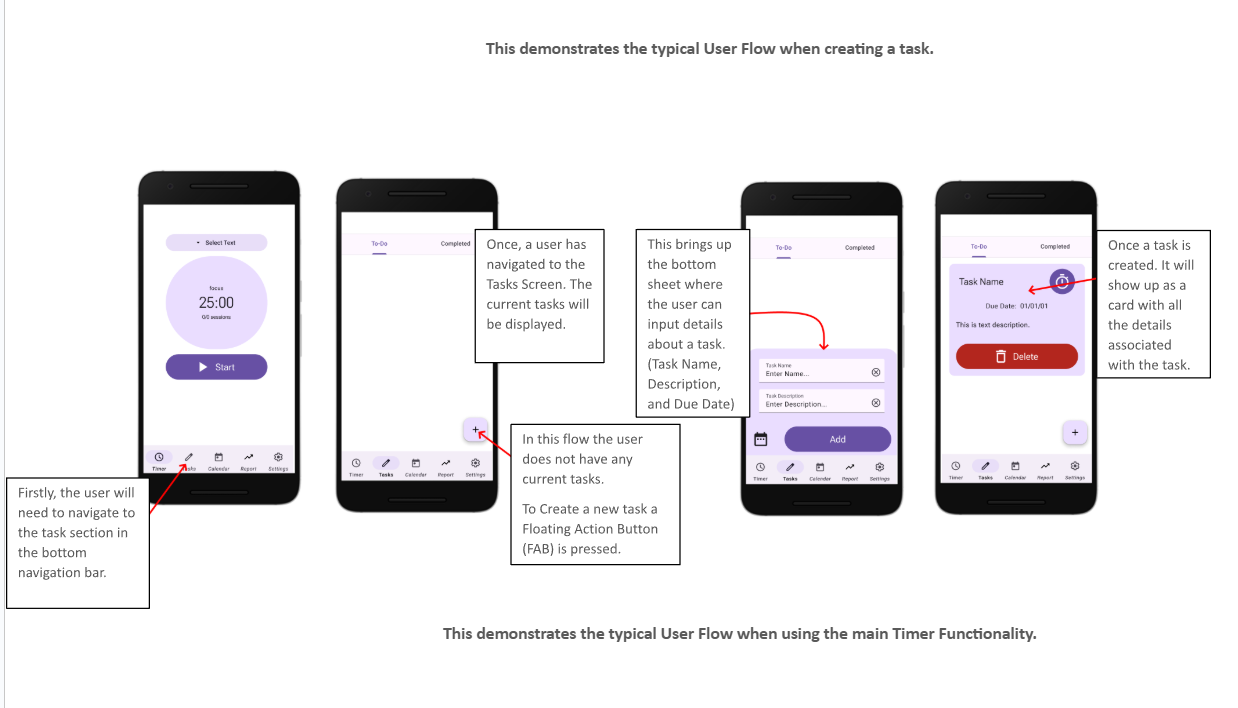 This demonstrates the typical User Flow when creating a task.
Select Text
focus
25:00
0/0 sessions
Start
Timer
Tasks
Calendar
Report
Settings
Firstly, the user will
need to navigate to
the task section in
the bottom
navigation bar.
To-Do
Completed
+
Timer
Tasks
Calendar
Report
Settings
Once, a user has
navigated to the
Tasks Screen. The
current tasks will
be displayed.
In this flow the user
does not have any
current tasks.
To Create a new task a
Floating Action Button
(FAB) is pressed.
This brings up
the bottom
sheet where
the user can
input details
about a task.
(Task Name,
Description,
and Due Date)
To-Do
Completed
Task Name
Enter Name...
Task Description
Enter Description...
Add
Timer
Tasks
Calendar
Report
Settings
To-Do
Completed
Task Name
Due Date: 01/01/01
This is text description.
Delete
+
Timer
Tasks
Calendar
Report
Settings
Once a task is
created. It will
show up as a
card with all
the details
associated
with the task.
This demonstrates the typical User Flow when using the main Timer Functionality.